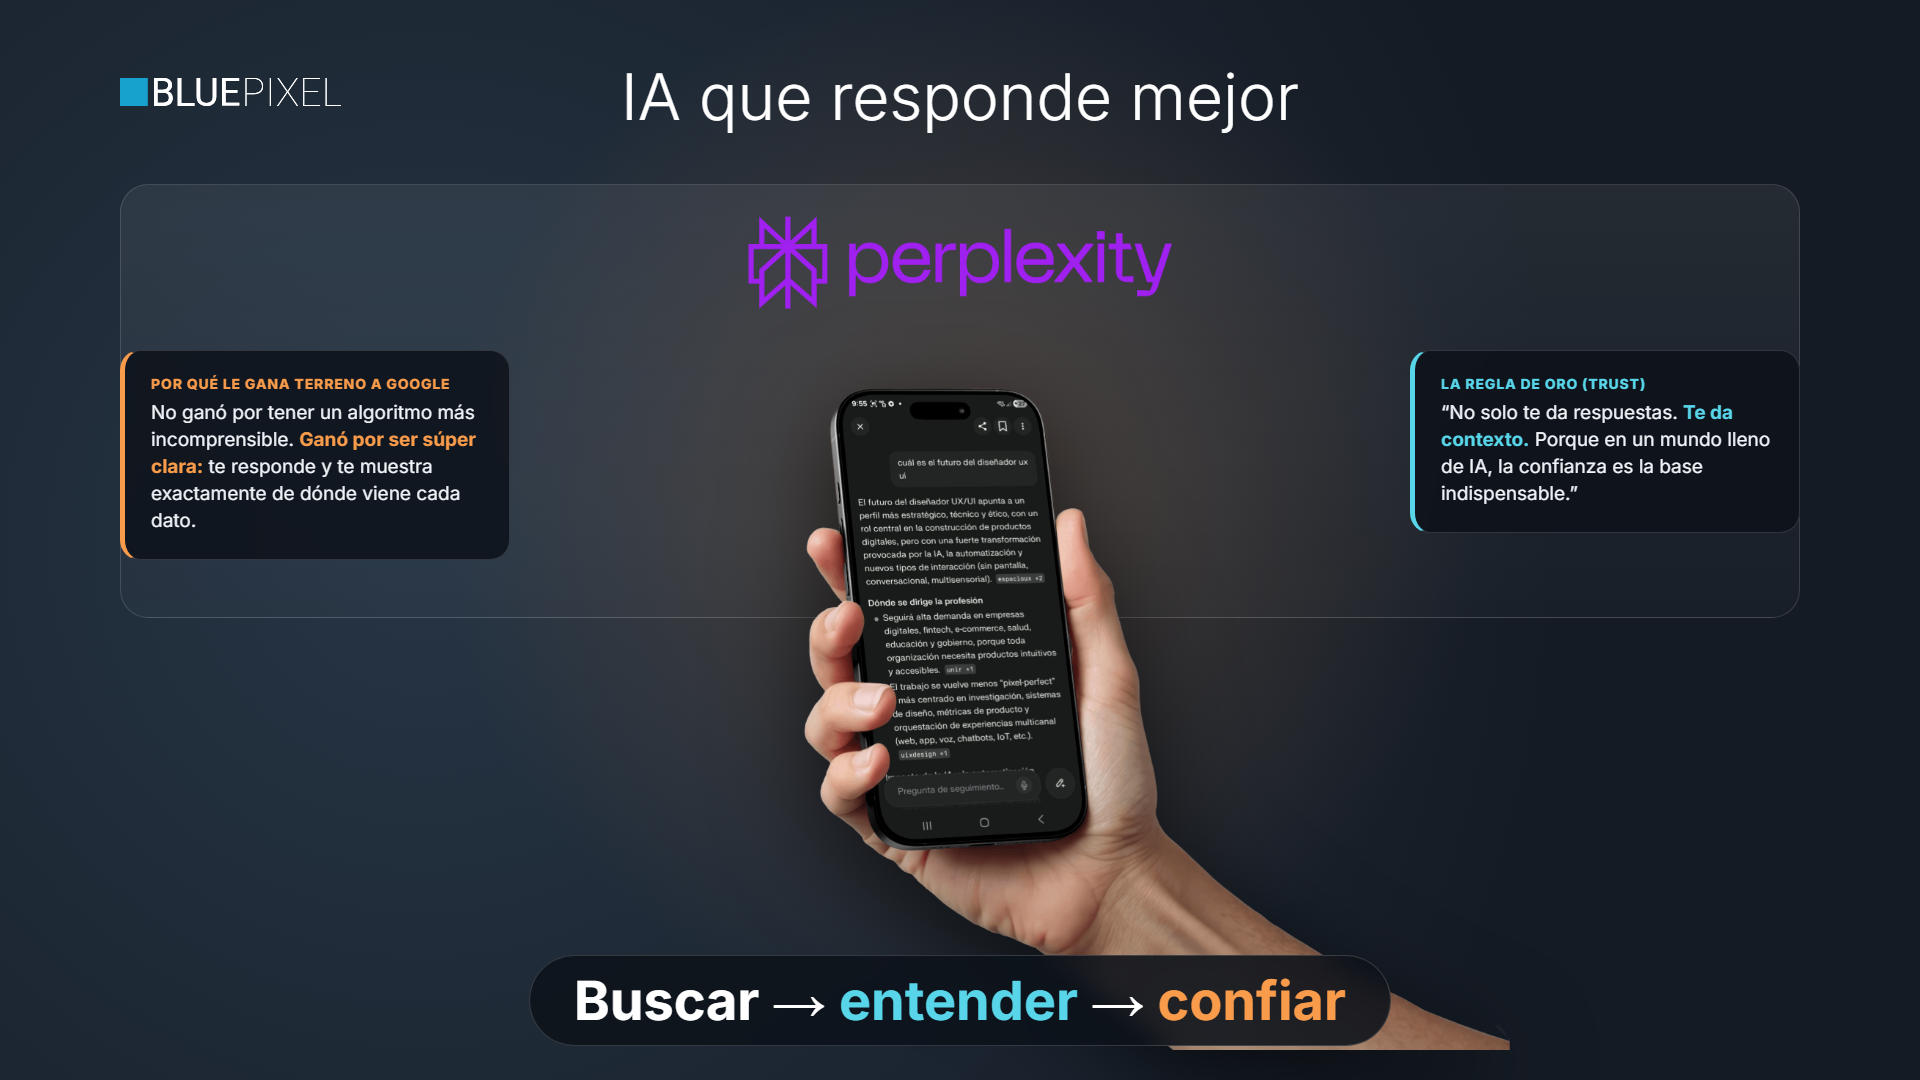 BLUEPIXEL
IA que responde mejor
perplexity
POR QUÉ LE GANA TERRENO A GOOGLE
No ganó por tener un algoritmo más
incomprensible. Ganó por ser súper
clara: te responde y te muestra
exactamente de dónde viene cada
dato.
LA REGLA DE ORO (TRUST)
“No solo te da respuestas. Te da
contexto. Porque en un mundo lleno
de IA, la confianza es la base
indispensable.”
9:55
cuál es el futuro del diseñador ux
ui
El futuro del diseñador UX/UI apunta a un
perfil más estratégico, técnico y ético, con un
rol central en la construcción de productos
digitales, pero con una fuerte transformación
provocada por la IA, la automatización y
nuevos tipos de interacción (sin pantalla,
conversacional, multisensorial). espacioux +2
Dónde se dirige la profesión
Seguirá alta demanda en empresas
digitales, fintech, e-commerce, salud,
educación y gobierno, porque toda
organización necesita productos intuitivos
y accesibles. unir +1
El trabajo se vuelve menos “pixel-perfect”
más centrado en investigación, sistemas
de diseño, métricas de producto y
orquestación de experiencias multicanal
(web, app, voz, chatbots, IoT, etc.).
uixdesign +1
Pregunta de seguimiento...
Buscar → entender → confiar